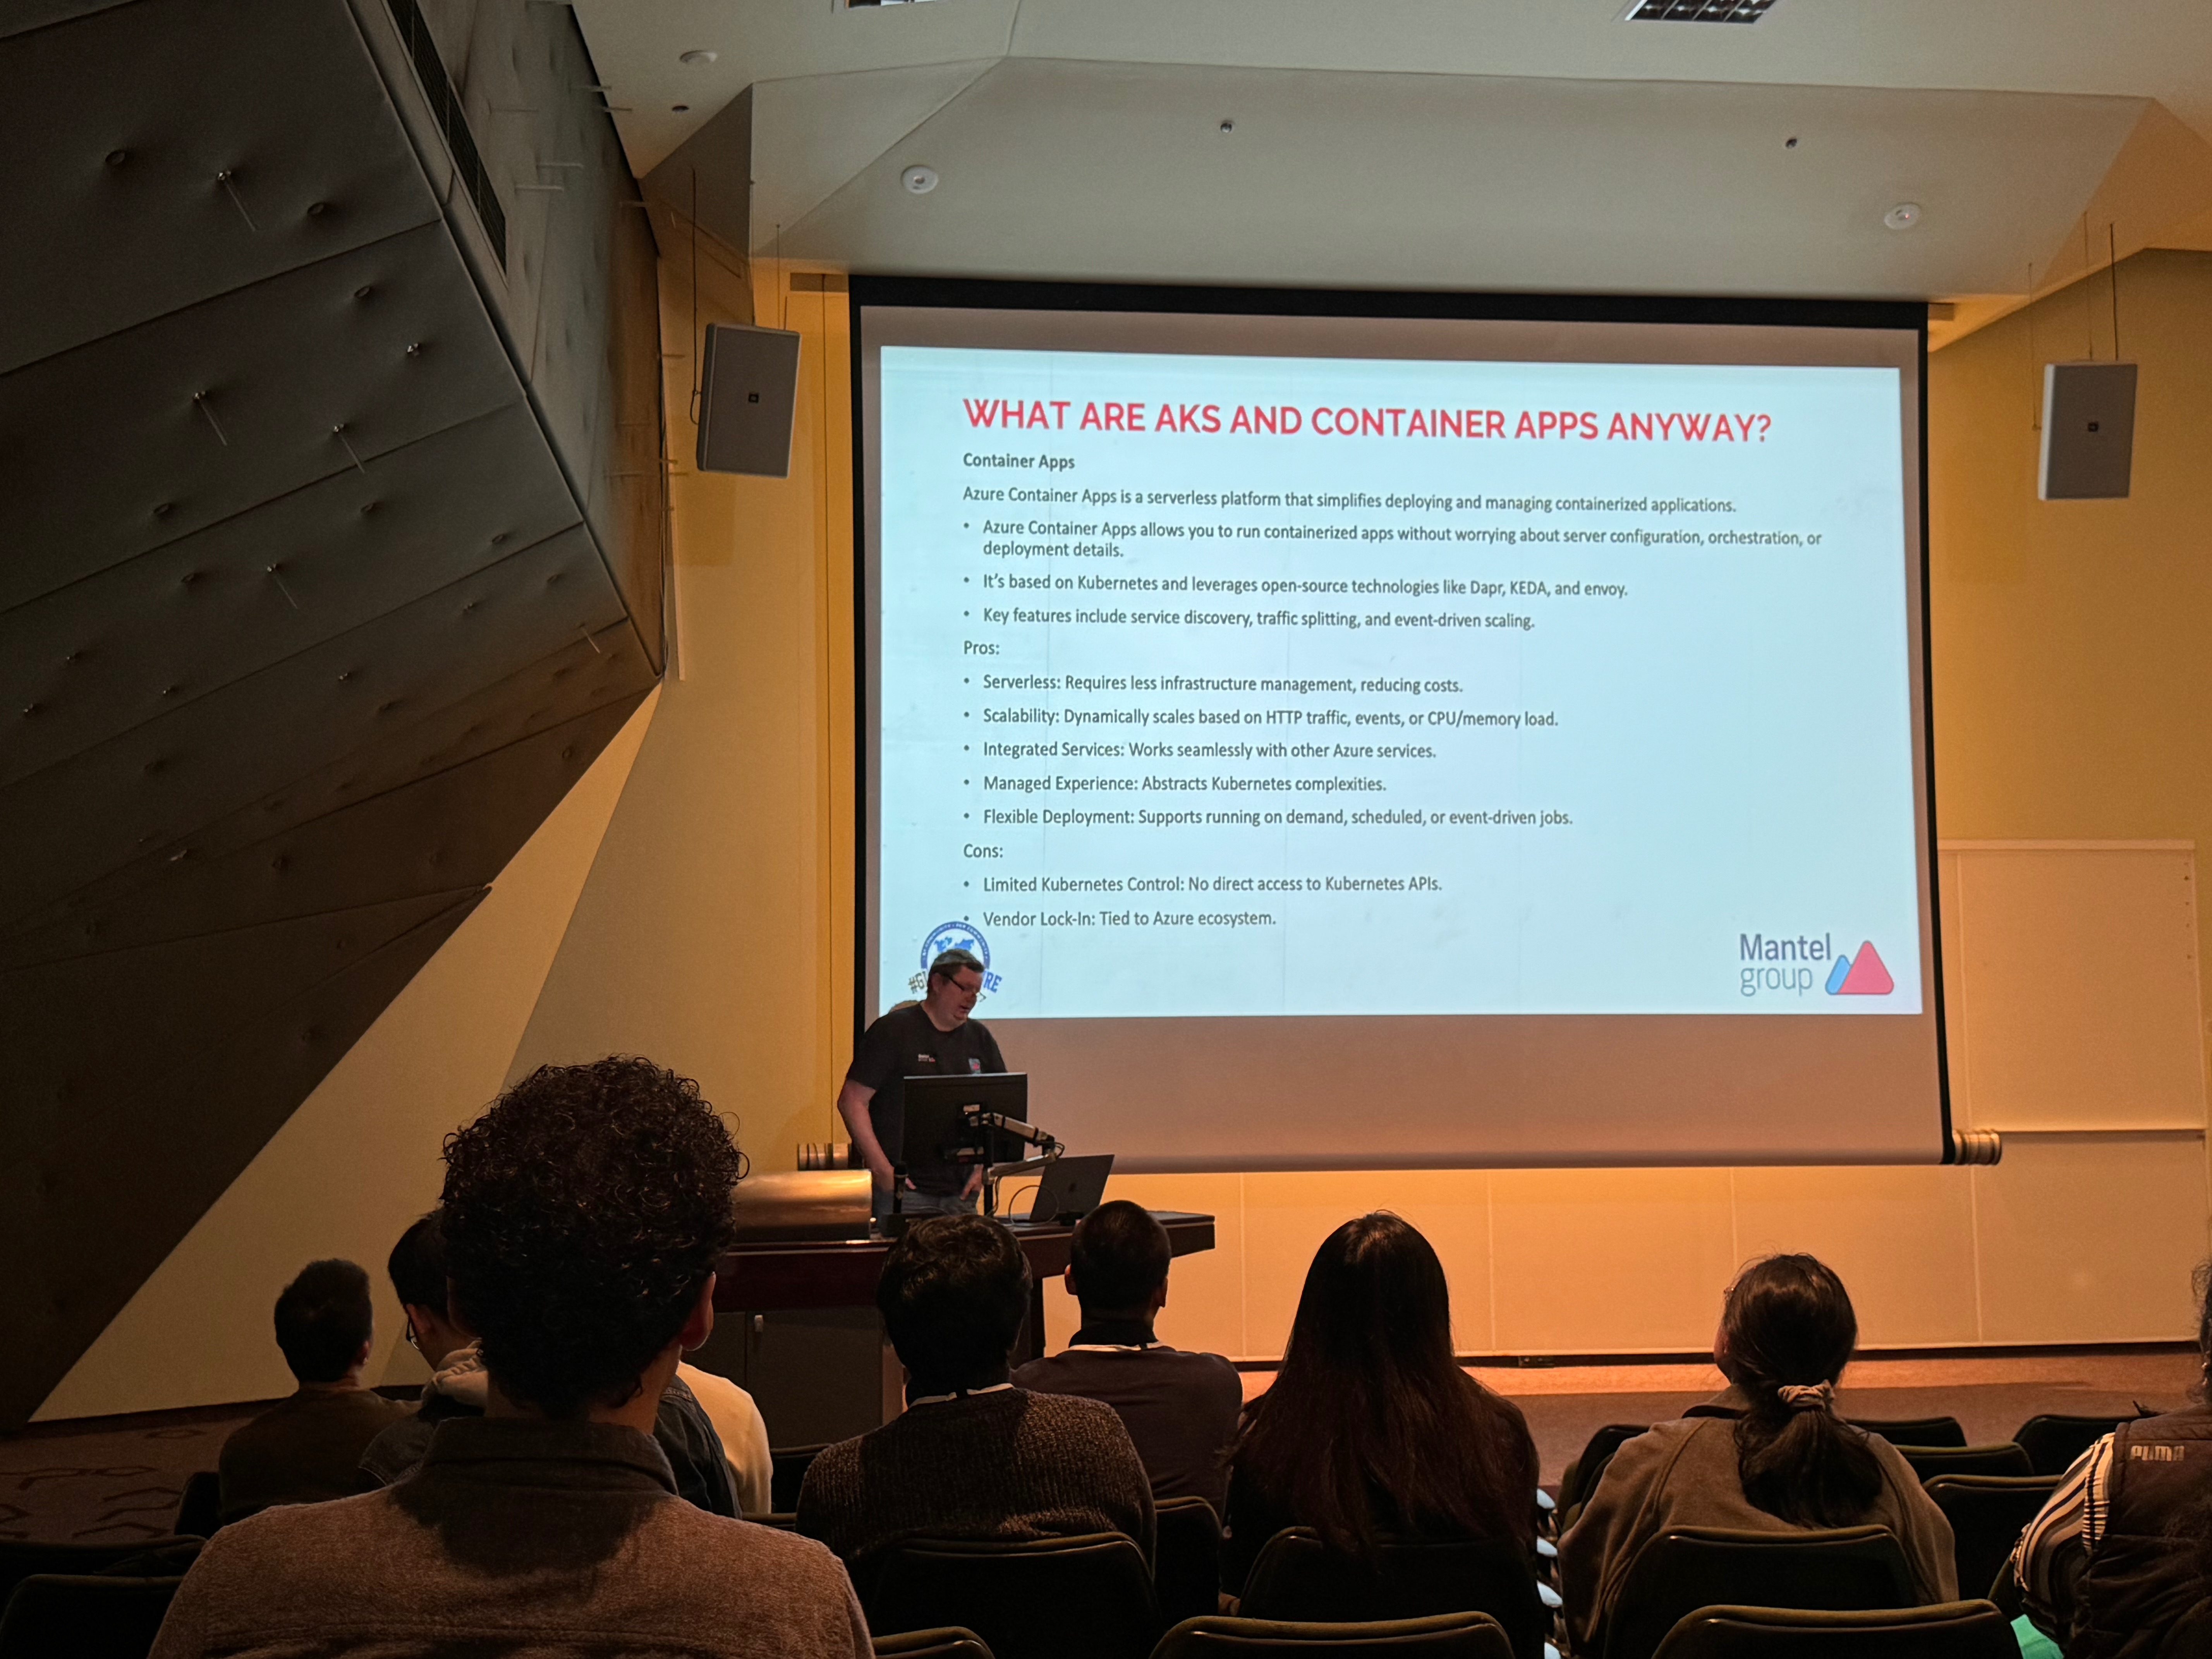 WHAT ARE AKS AND CONTAINER APPS ANYWAY?
Container Apps
Azure Container Apps is a serverless platform that simplifies deploying and managing containerized applications.
• Azure Container Apps allows you to run containerized apps without worrying about server configuration, orchestration, or
deployment details.
• It's based on Kubernetes and leverages open-source technologies like Dapr, KEDA, and envoy.
• Key features include service discovery, traffic splitting, and event-driven scaling.
Pros:
• Serverless: Requires less infrastructure management, reducing costs.
• Scalability: Dynamically scales based on HTTP traffic, events, or CPU/memory load.
• Integrated Services: Works seamlessly with other Azure services.
• Managed Experience: Abstracts Kubernetes complexities.
• Flexible Deployment: Supports running on demand, scheduled, or event-driven jobs.
Cons:
• Limited Kubernetes Control: No direct access to Kubernetes APIs.
• Vendor Lock-In: Tied to Azure ecosystem.
Mantel
group
PUMA